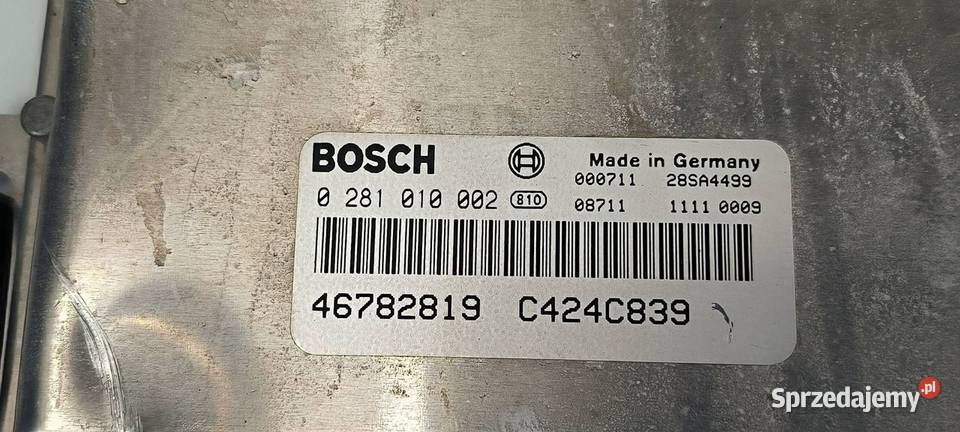 BOSCH
Made in Germany
000711 28SA4499
0 281 010 002 810
08711 1111 0009
46782819 C424C839
Sprzedajemy.pl